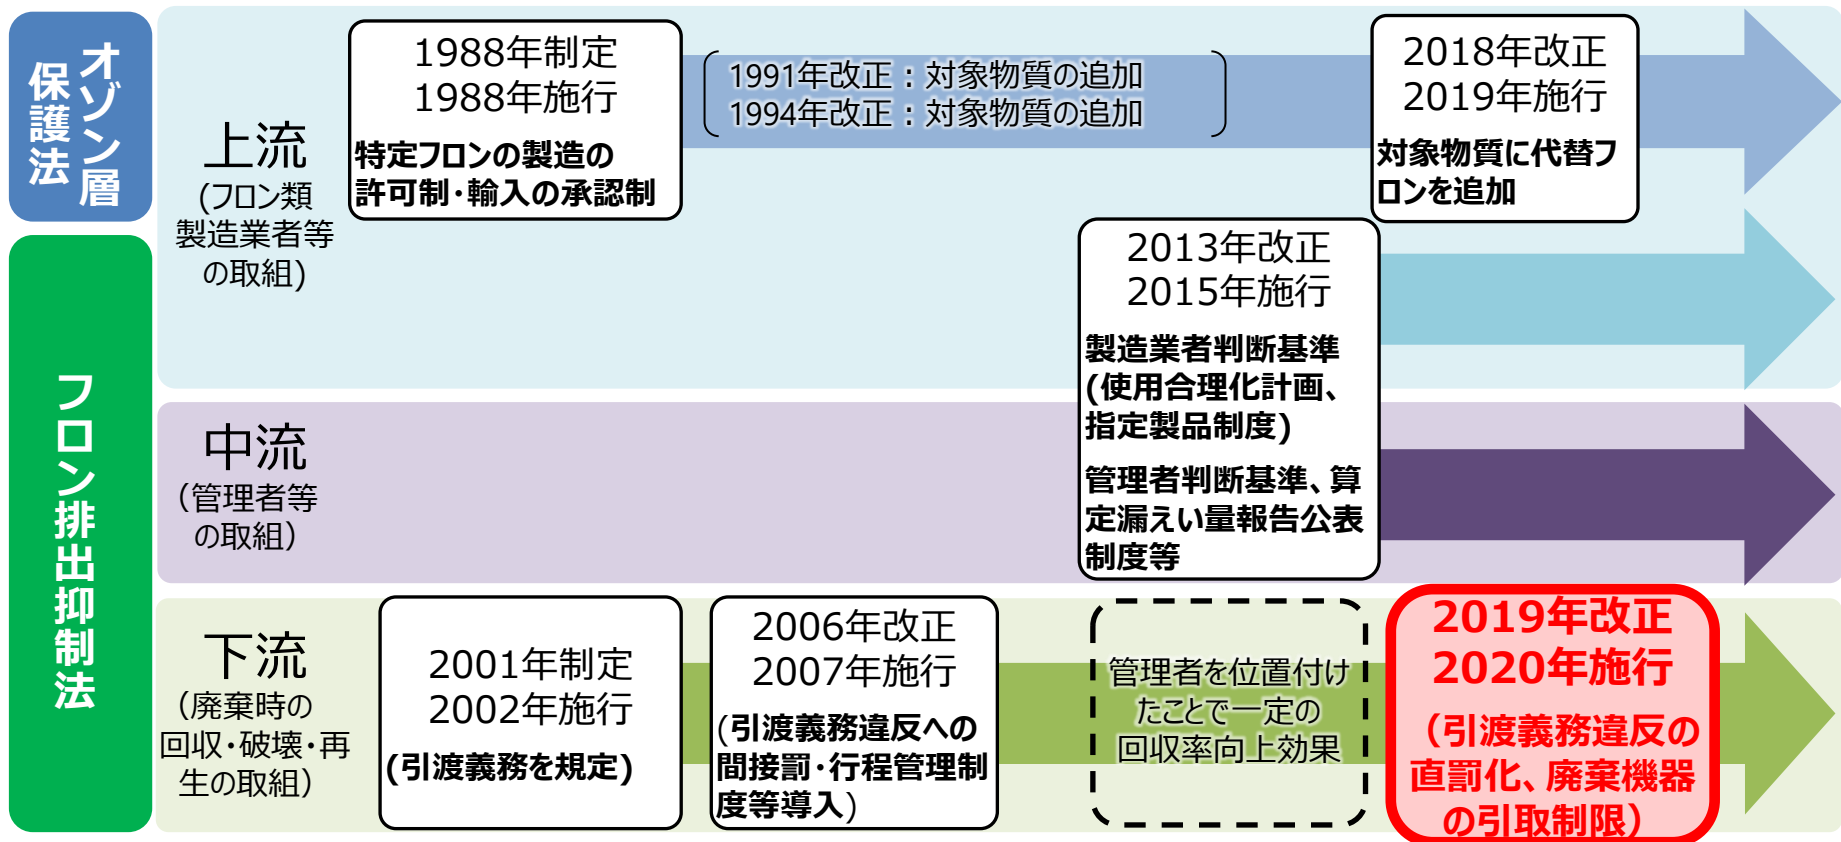 オゾン層
保護法
フロン排出抑制法
上流
(フロン類
製造業者等
の取組)
1988年制定
1988年施行
特定フロンの製造の
許可制･輸入の承認制
1991年改正：対象物質の追加
1994年改正：対象物質の追加
2018年改正
2019年施行
対象物質に代替フ
ロンを追加
2013年改正
2015年施行
製造業者判断基準
(使用合理化計画、
指定製品制度)
管理者判断基準、算
定漏えい量報告公表
制度等
中流
（管理者等
の取組）
下流
（廃棄時の
回収･破壊･再
生の取組）
2001年制定
2002年施行
(引渡義務を規定)
2006年改正
2007年施行
(引渡義務違反への
間接罰･行程管理制
度等導入)
管理者を位置付け
たことで一定の
回収率向上効果
2019年改正
2020年施行
（引渡義務違反の
直罰化、廃棄機器
の引取制限）